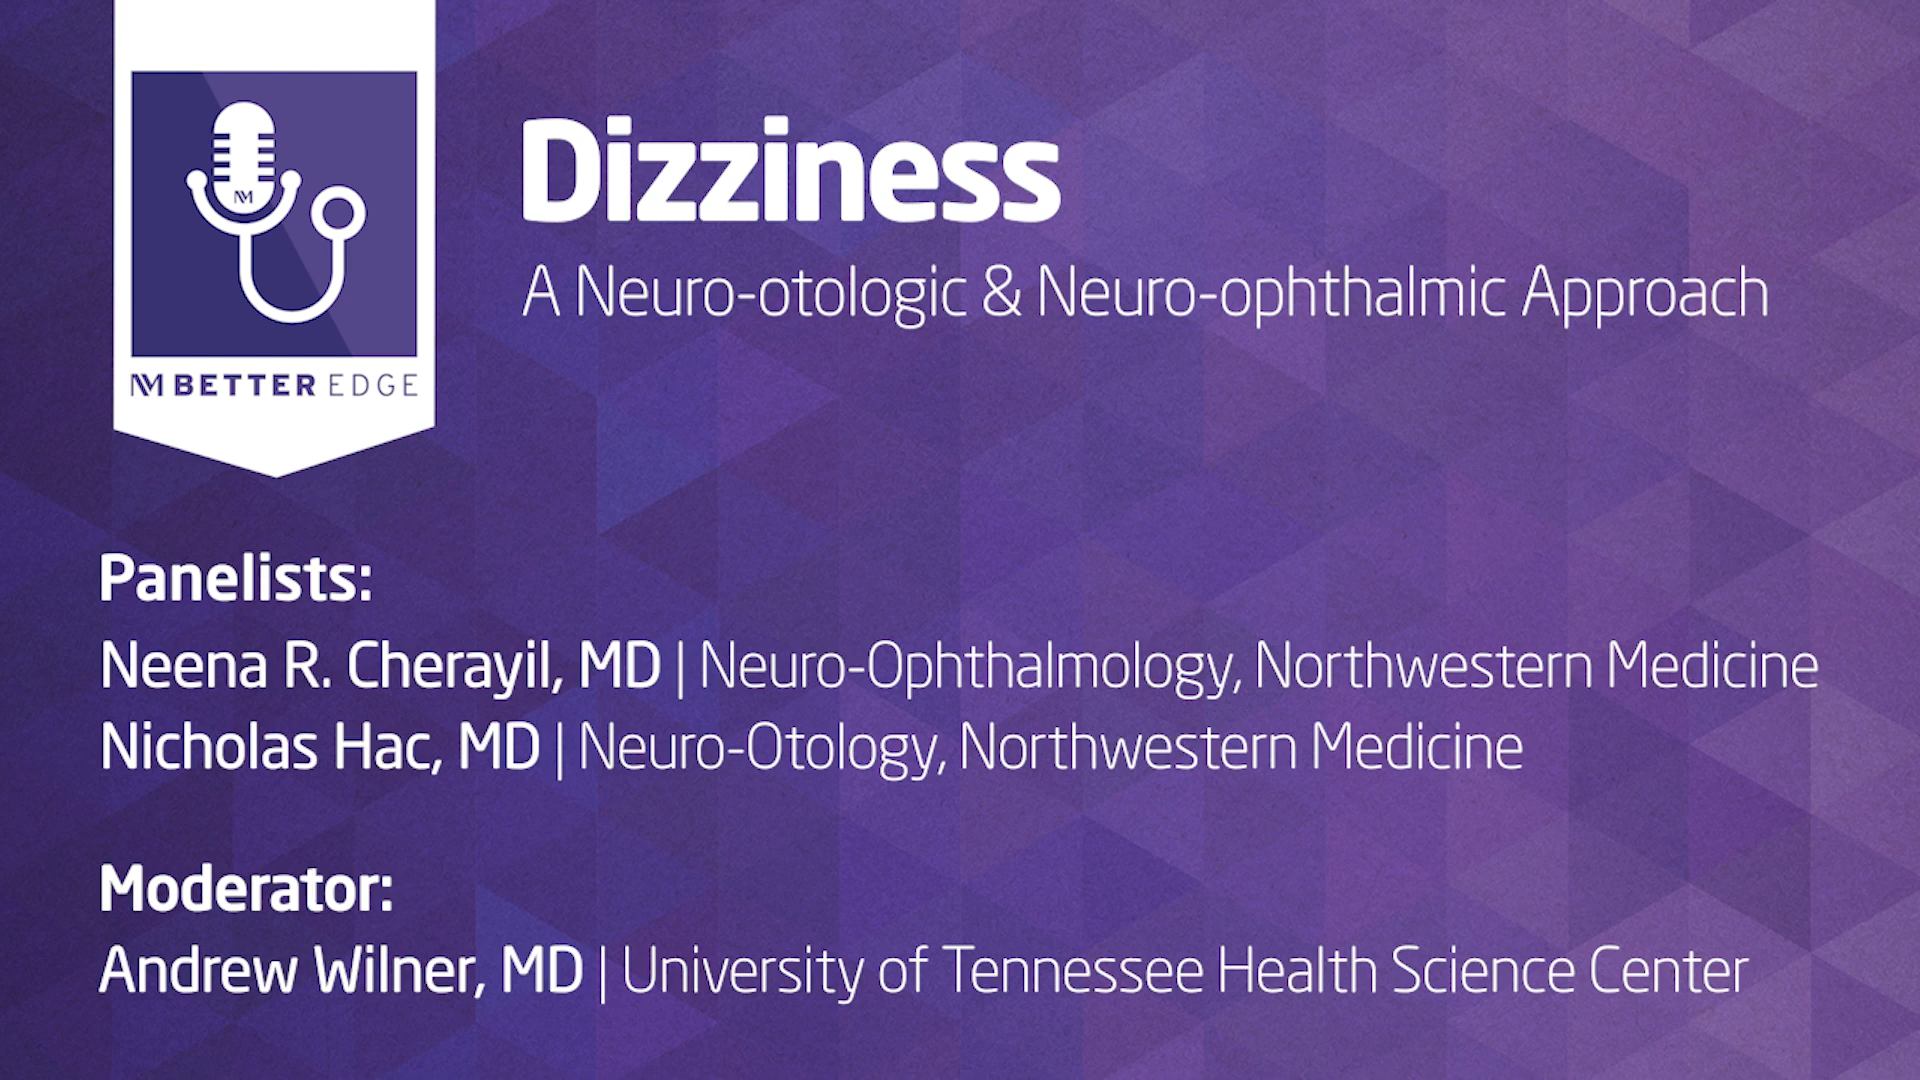 NM
NM BETTER EDGE
Dizziness
A Neuro-otologic & Neuro-ophthalmic Approach
Panelists:
Neena R. Cherayil, MD | Neuro-Ophthalmology, Northwestern Medicine
Nicholas Hac, MD | Neuro-Otology, Northwestern Medicine
Moderator:
Andrew Wilner, MD | University of Tennessee Health Science Center